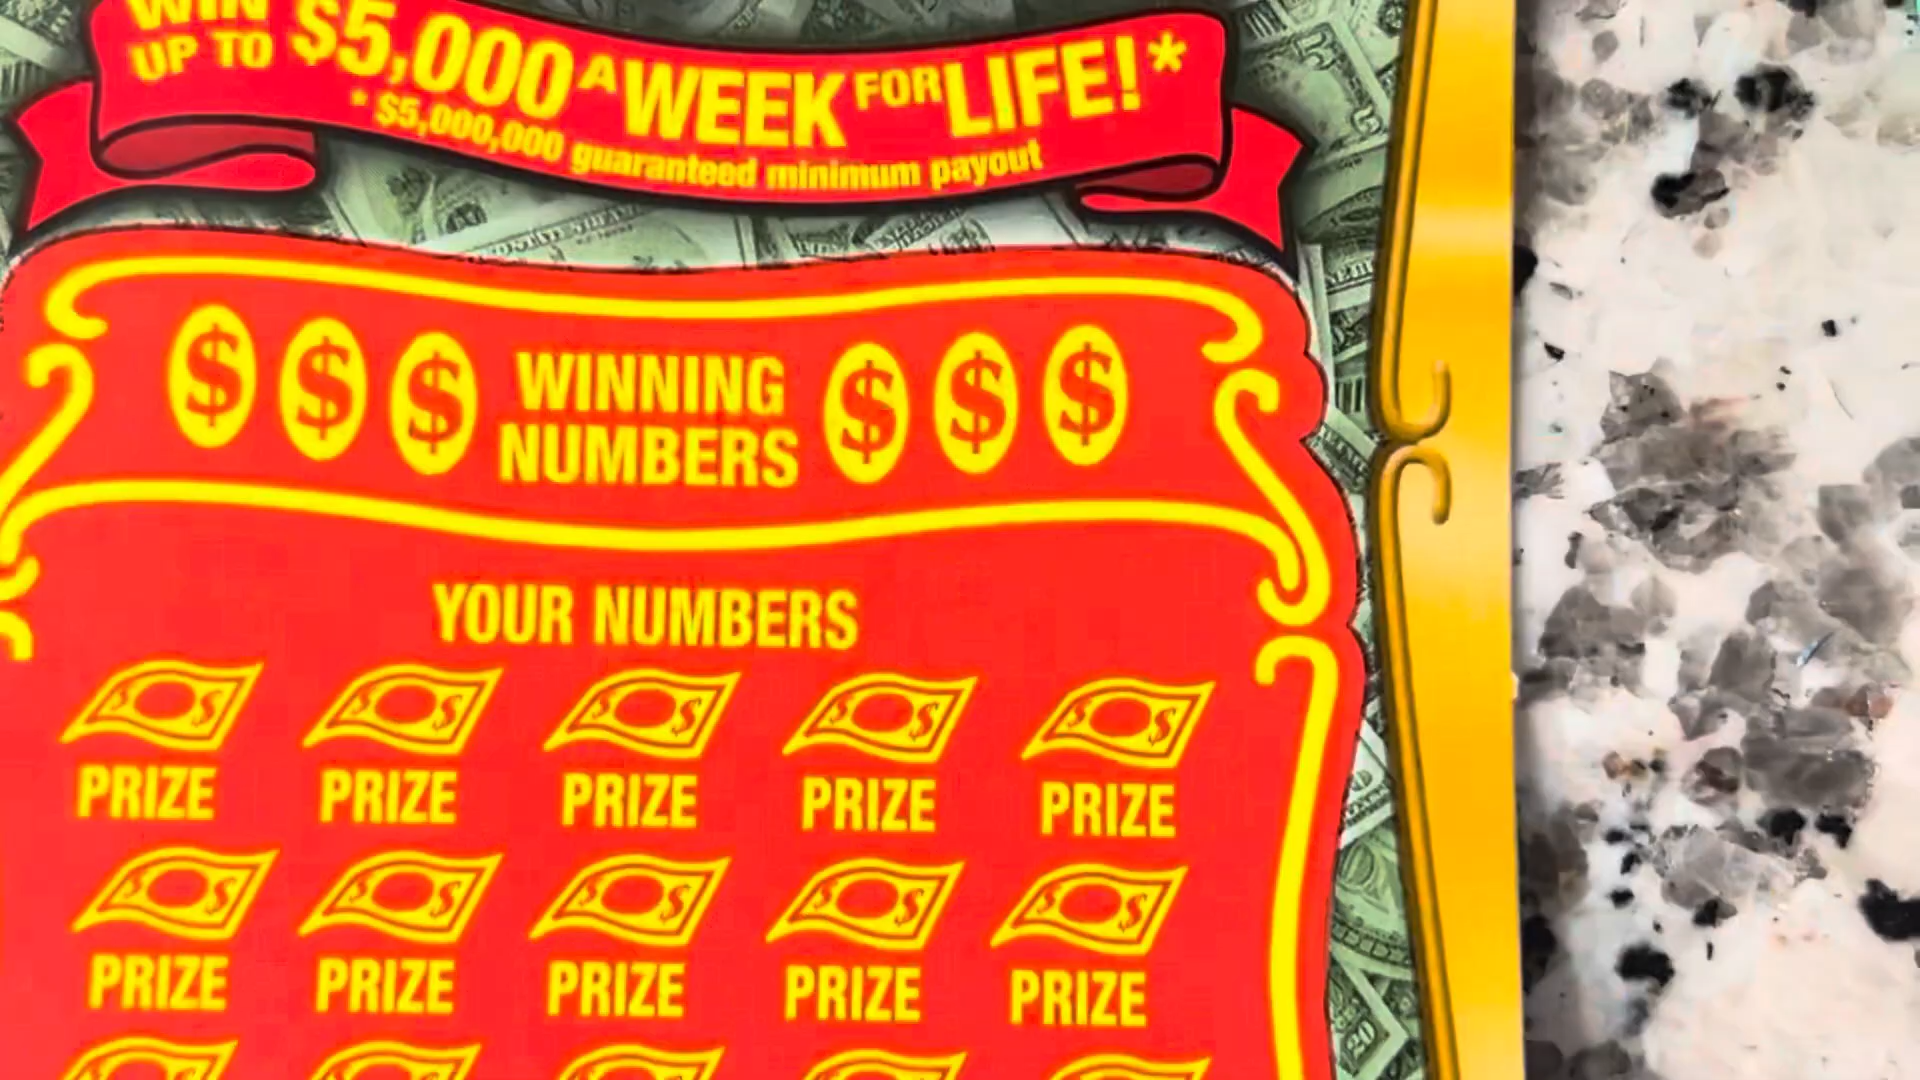 WIN UP TO $5,000 A WEEK FOR LIFE!*
* $5,000,000 guaranteed minimum payout
$ $ $ WINNING NUMBERS $ $ $
YOUR NUMBERS
PRIZE PRIZE PRIZE PRIZE PRIZE
PRIZE PRIZE PRIZE PRIZE PRIZE